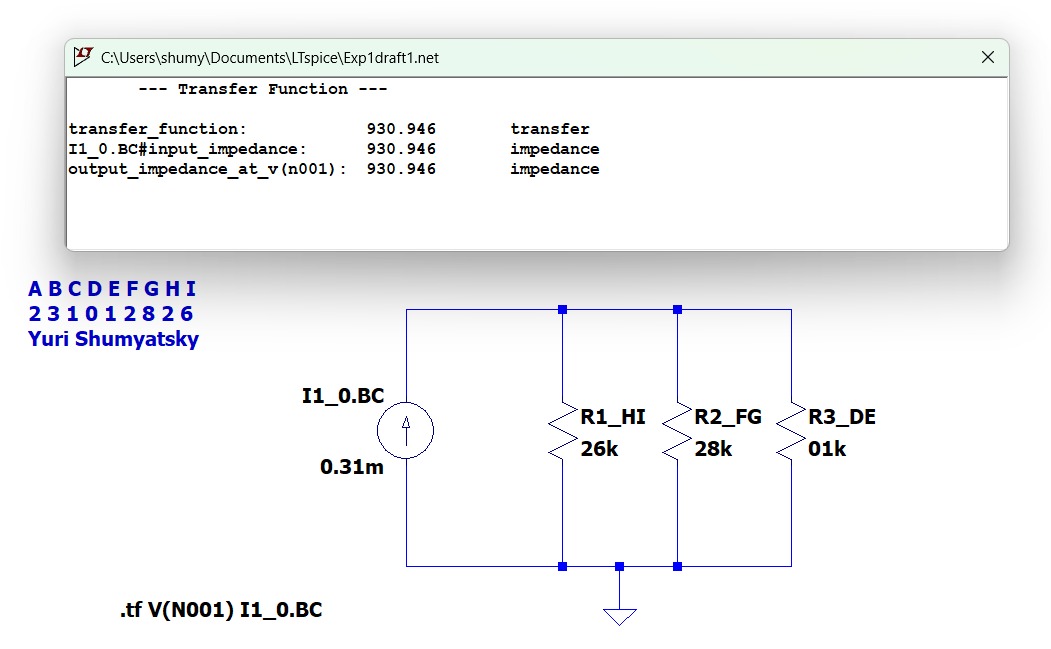 C:\Users\shumy\Documents\LTspice\Exp1draft1.net
--- Transfer Function ---
transfer_function: 930.946 transfer
I1_0.BC#input_impedance: 930.946 impedance
output_impedance_at_v(n001): 930.946 impedance
A B C D E F G H I
2 3 1 0 1 2 8 2 6
Yuri Shumyatsky
I1_0.BC
0.31m
R1_HI
26k
R2_FG
28k
R3_DE
01k
.tf V(N001) I1_0.BC